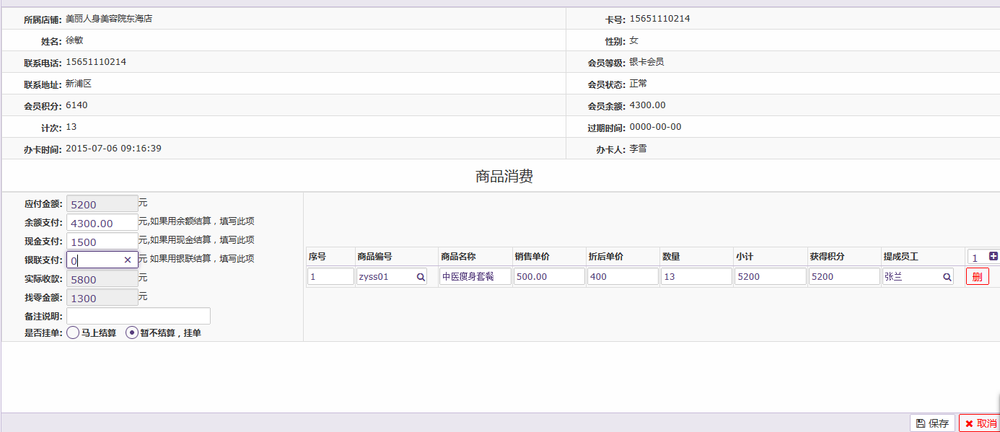 所属店铺: 美丽人身美容院东海店 卡号: 15651110214
姓名: 徐敏 性别: 女
联系电话: 15651110214 会员等级: 银卡会员
联系地址: 新浦区 会员状态: 正常
会员积分: 6140 会员余额: 4300.00
计次: 13 过期时间: 0000-00-00
办卡时间: 2015-07-06 09:16:39 办卡人: 李雪
商品消费
应付金额: 5200 元
余额支付: 4300.00 元,如果用余额结算，填写此项
现金支付: 1500 元,如果用现金结算，填写此项
银联支付: 0 元 如果用银联结算，填写此项
实际收款: 5800 元
找零金额: 1300 元
备注说明:
是否挂单: 马上结算 暂不结算，挂单
序号 商品编号 商品名称 销售单价 折后单价 数量 小计 获得积分 提成员工 1
1 zyss01 中医瘦身套餐 500.00 400 13 5200 5200 张兰 删
保存 取消